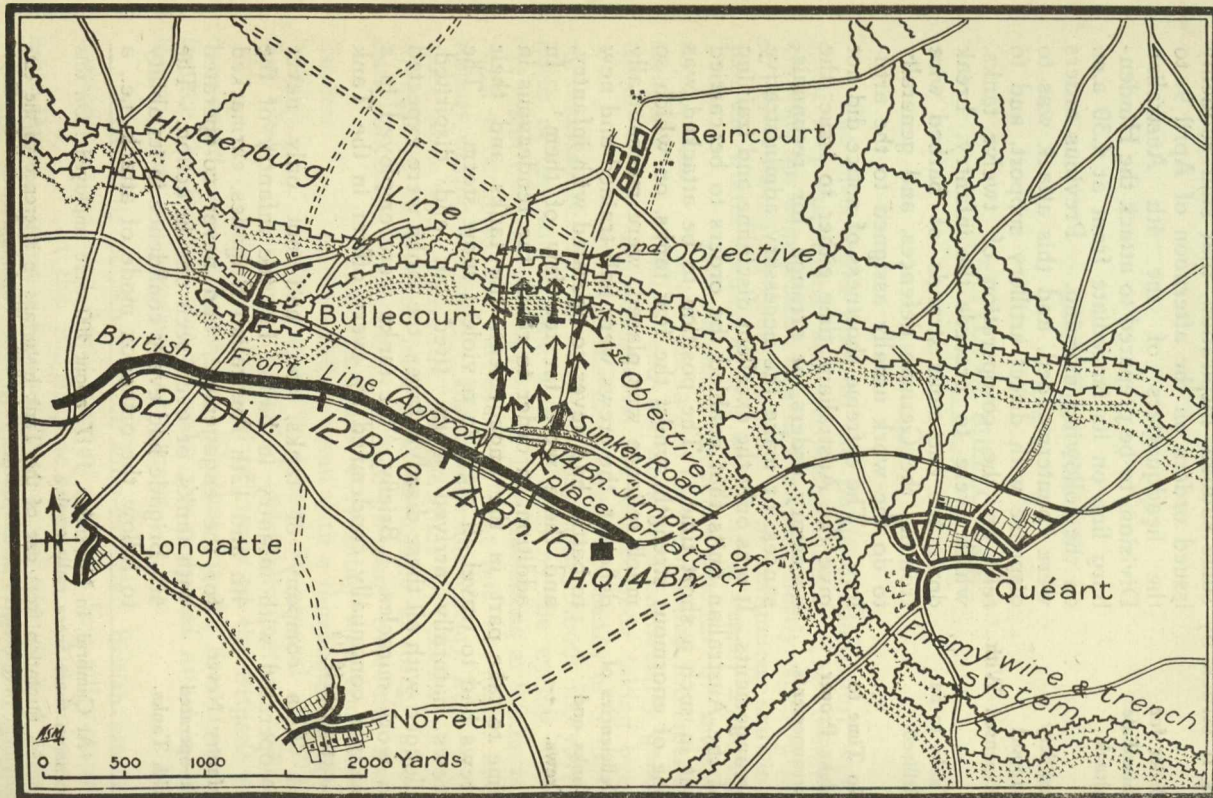 Hindenburg
Line
Reincourt
2nd Objective
Bullecourt
1st Objective
British Front Line (Approx
62 DIV.
12 Bde.
14 Bn.
16
Sunken Road
14 Bn. Jumping off
place for attack
H.Q. 14 Bn.
Longatte
Quéant
Enemy wire & trench
system
Noreuil
N
0 500 1000 2000 Yards